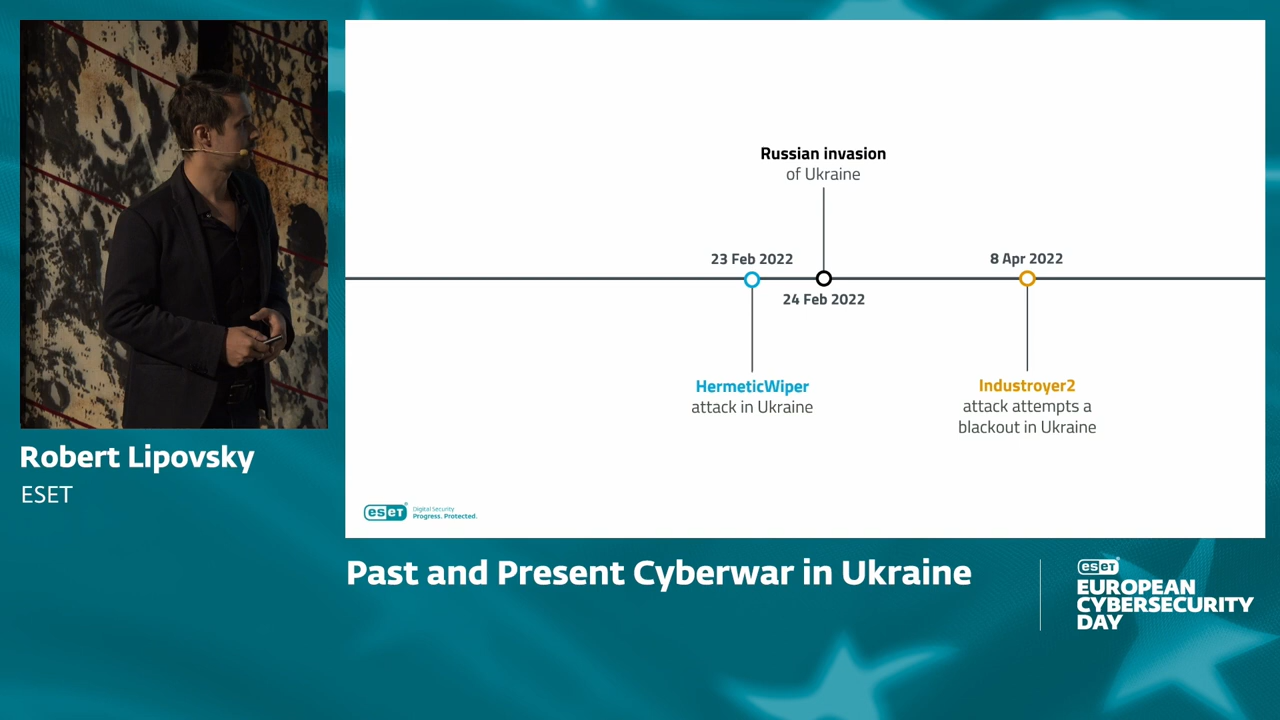 Russian invasion
of Ukraine
23 Feb 2022
8 Apr 2022
24 Feb 2022
HermeticWiper
attack in Ukraine
Industroyer2
attack attempts a
blackout in Ukraine
eset
Digital Security
Progress. Protected.
Robert Lipovsky
ESET
Past and Present Cyberwar in Ukraine
eset
EUROPEAN
CYBERSECURITY
DAY